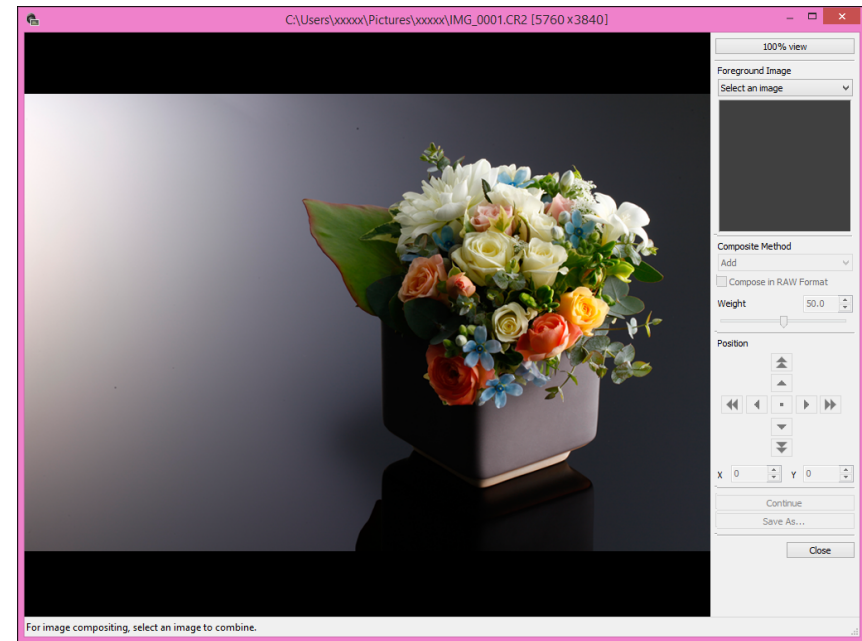 C:\Users\xxxxx\Pictures\xxxxx\IMG_0001.CR2 [5760 x 3840]
100% view
Foreground Image
Select an image
Composite Method
Add
Compose in RAW Format
Weight 50.0
Position
X 0 Y 0
Continue
Save As...
Close
For image compositing, select an image to combine.